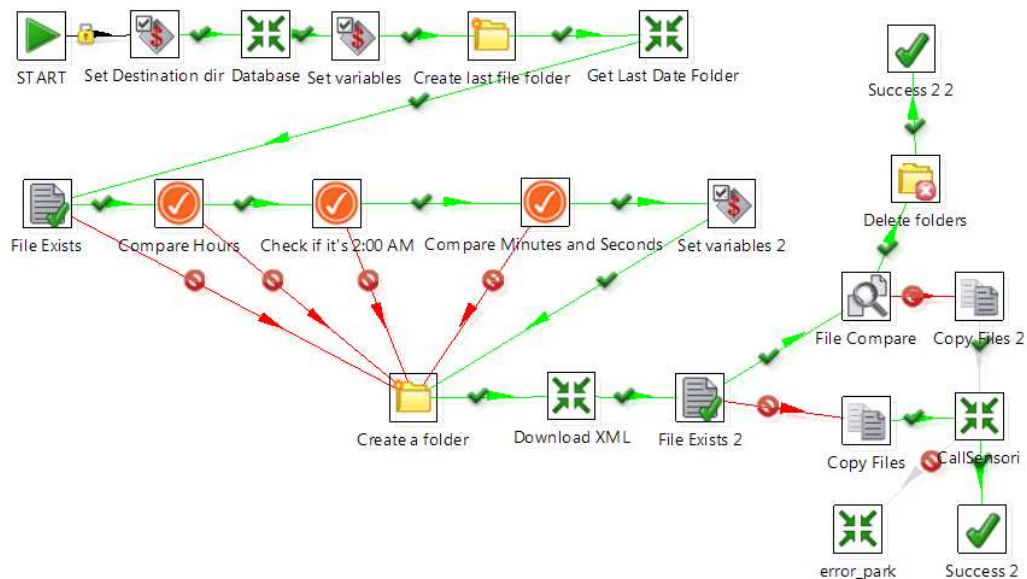 START
Set Destination dir
Database
Set variables
Create last file folder
Get Last Date Folder
Success 2 2
File Exists
Compare Hours
Check if it's 2:00 AM
Compare Minutes and Seconds
Set variables 2
Delete folders
File Compare
Copy Files 2
Create a folder
Download XML
File Exists 2
Copy Files
CallSensori
error_park
Success 2